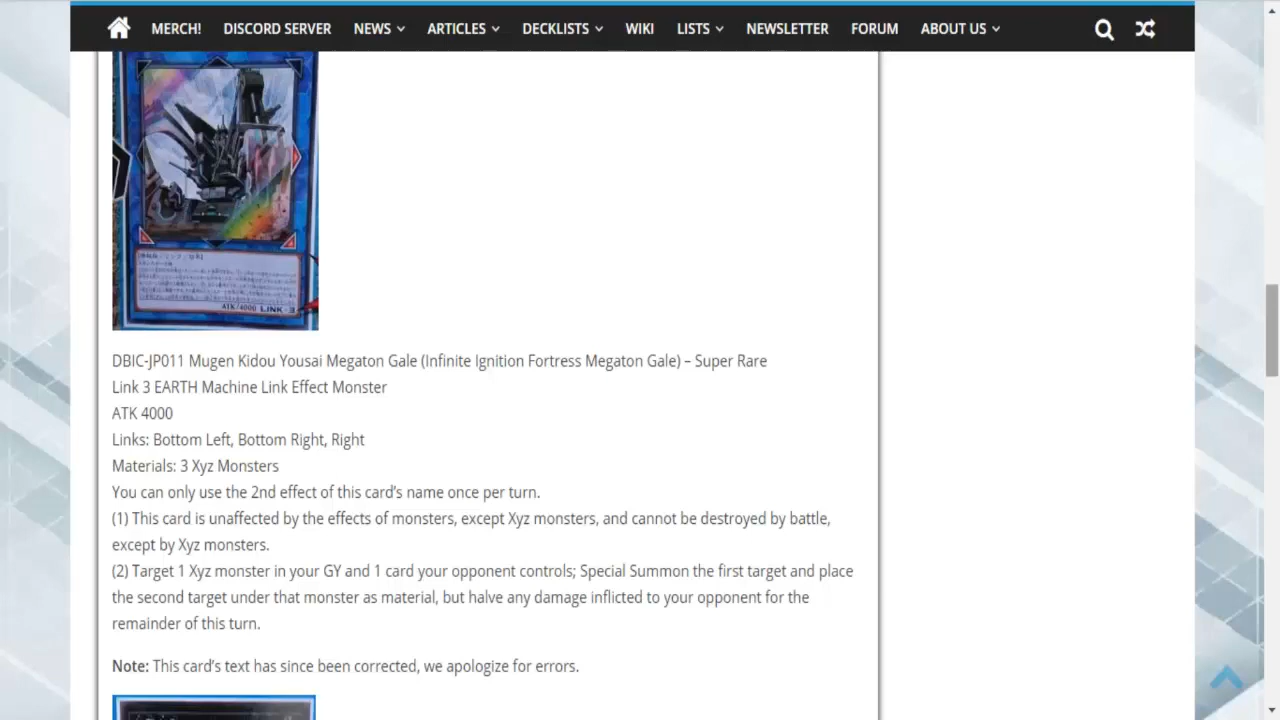 MERCH! DISCORD SERVER NEWS ARTICLES DECKLISTS WIKI LISTS NEWSLETTER FORUM ABOUT US
ATK/4000 LINK-3
DBIC-JP011 Mugen Kidou Yousai Megaton Gale (Infinite Ignition Fortress Megaton Gale) – Super Rare
Link 3 EARTH Machine Link Effect Monster
ATK 4000
Links: Bottom Left, Bottom Right, Right
Materials: 3 Xyz Monsters
You can only use the 2nd effect of this card's name once per turn.
(1) This card is unaffected by the effects of monsters, except Xyz monsters, and cannot be destroyed by battle,
except by Xyz monsters.
(2) Target 1 Xyz monster in your GY and 1 card your opponent controls; Special Summon the first target and place
the second target under that monster as material, but halve any damage inflicted to your opponent for the
remainder of this turn.
Note: This card's text has since been corrected, we apologize for errors.